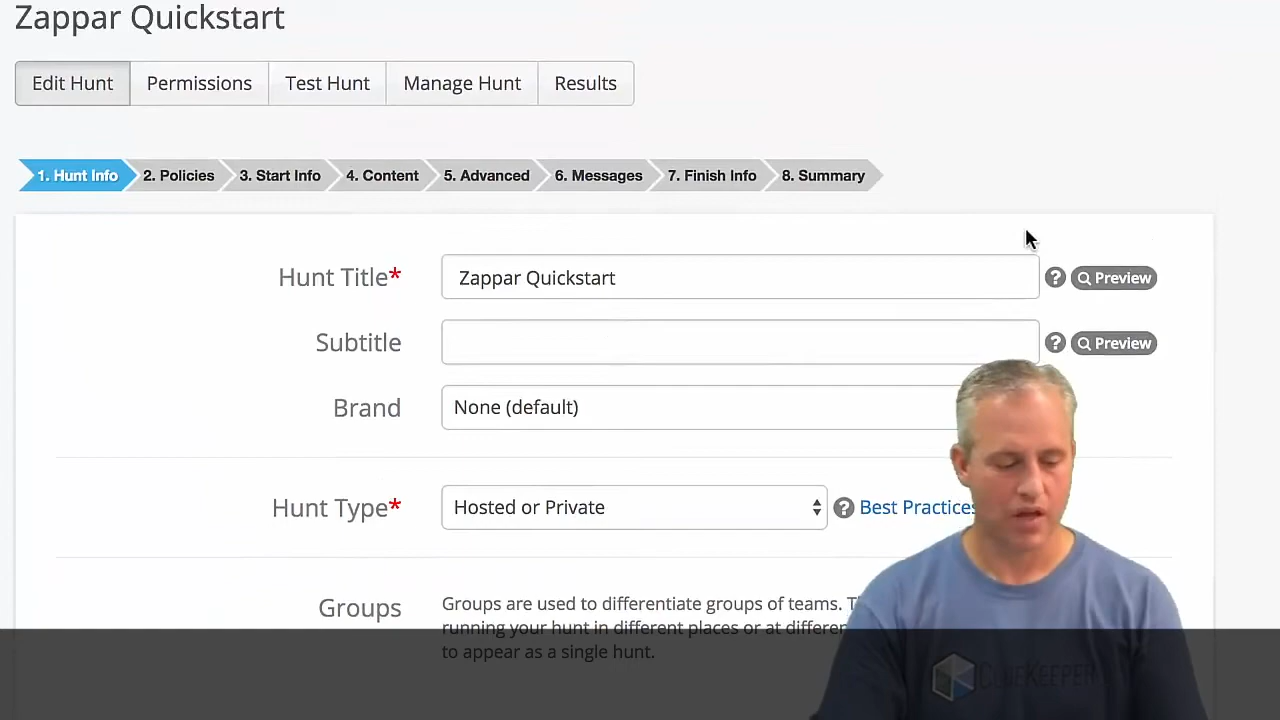 Zappar Quickstart
Edit Hunt Permissions Test Hunt Manage Hunt Results
1. Hunt Info 2. Policies 3. Start Info 4. Content 5. Advanced 6. Messages 7. Finish Info 8. Summary
Hunt Title* Zappar Quickstart ? Preview
Subtitle ? Preview
Brand None (default)
Hunt Type* Hosted or Private ? Best Practices
Groups Groups are used to differentiate groups of teams.
running your hunt in different places or at
to appear as a single hunt.